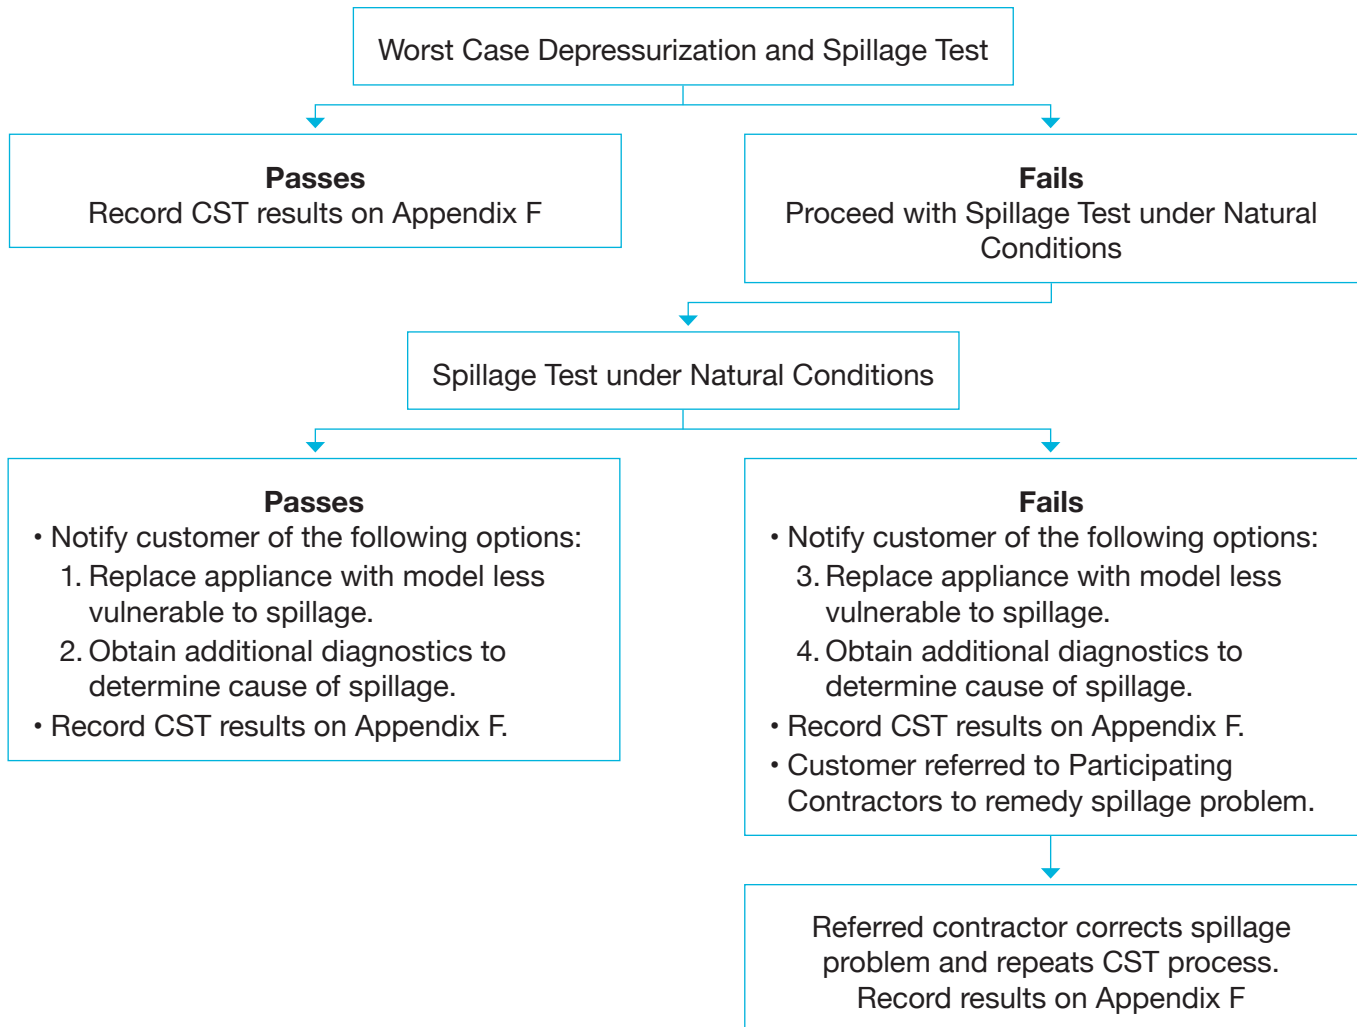 Worst Case Depressurization and Spillage Test
Passes
Record CST results on Appendix F
Fails
Proceed with Spillage Test under Natural
Conditions
Spillage Test under Natural Conditions
Passes
• Notify customer of the following options:
1. Replace appliance with model less
vulnerable to spillage.
2. Obtain additional diagnostics to
determine cause of spillage.
• Record CST results on Appendix F.
Fails
• Notify customer of the following options:
3. Replace appliance with model less
vulnerable to spillage.
4. Obtain additional diagnostics to
determine cause of spillage.
• Record CST results on Appendix F.
• Customer referred to Participating
Contractors to remedy spillage problem.
Referred contractor corrects spillage
problem and repeats CST process.
Record results on Appendix F